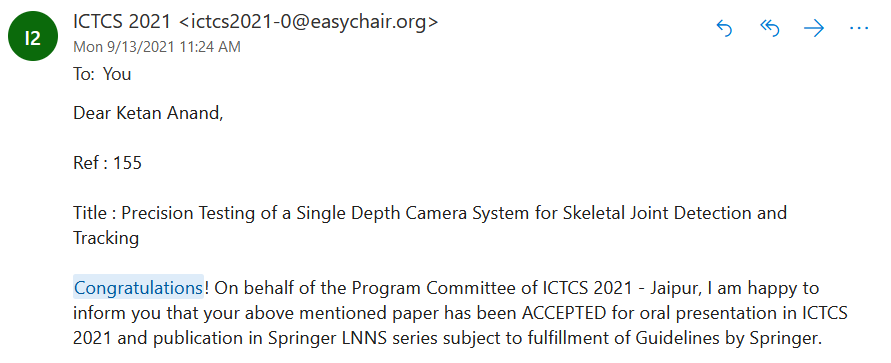 I2
ICTCS 2021 <ictcs2021-0@easychair.org>
Mon 9/13/2021 11:24 AM
To: You
Dear Ketan Anand,
Ref : 155
Title : Precision Testing of a Single Depth Camera System for Skeletal Joint Detection and
Tracking
Congratulations! On behalf of the Program Committee of ICTCS 2021 - Jaipur, I am happy to
inform you that your above mentioned paper has been ACCEPTED for oral presentation in ICTCS
2021 and publication in Springer LNNS series subject to fulfillment of Guidelines by Springer.